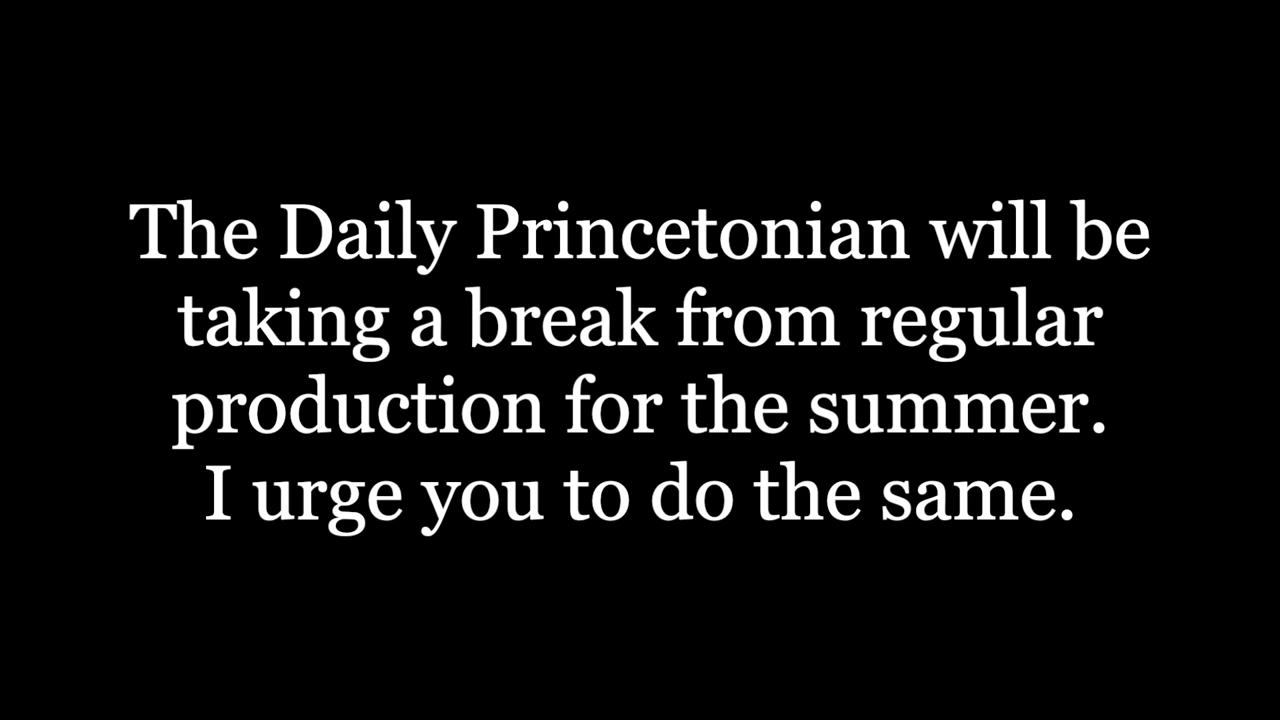 The Daily Princetonian will be
taking a break from regular
production for the summer.
I urge you to do the same.